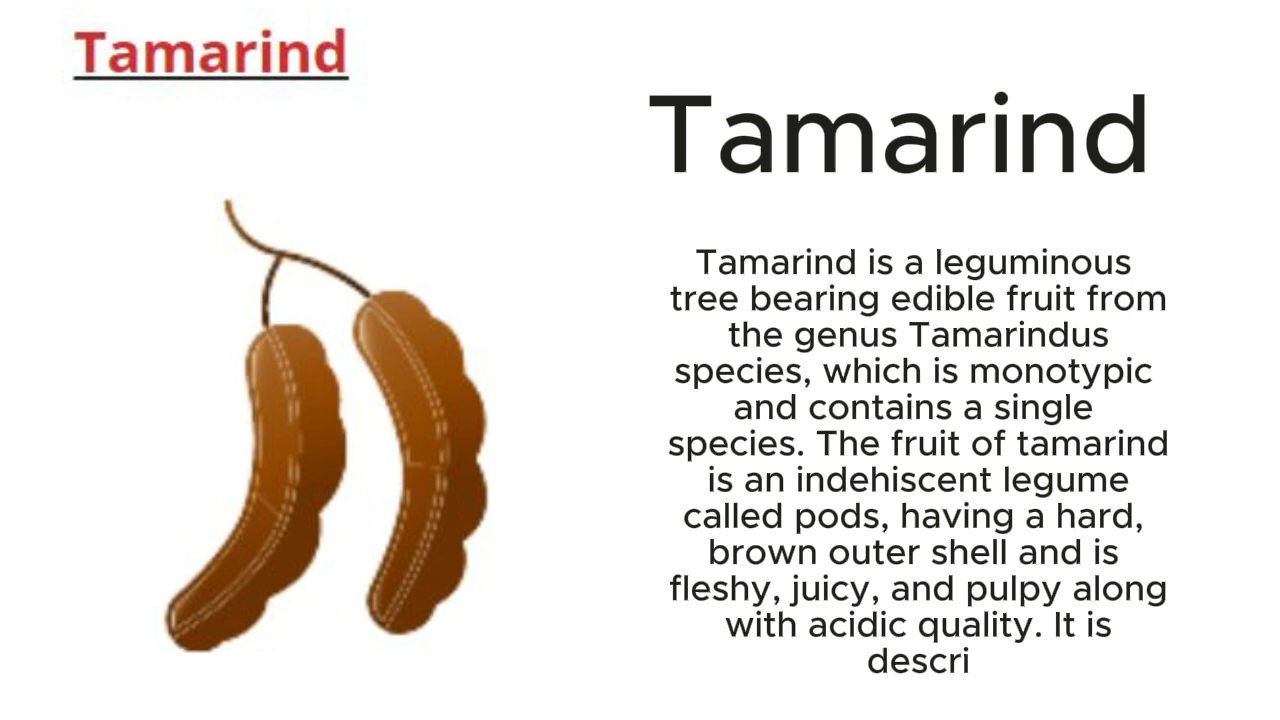 Tamarind
Tamarind
Tamarind is a leguminous
tree bearing edible fruit from
the genus Tamarindus
species, which is monotypic
and contains a single
species. The fruit of tamarind
is an indehiscent legume
called pods, having a hard,
brown outer shell and is
fleshy, juicy, and pulpy along
with acidic quality. It is
descri